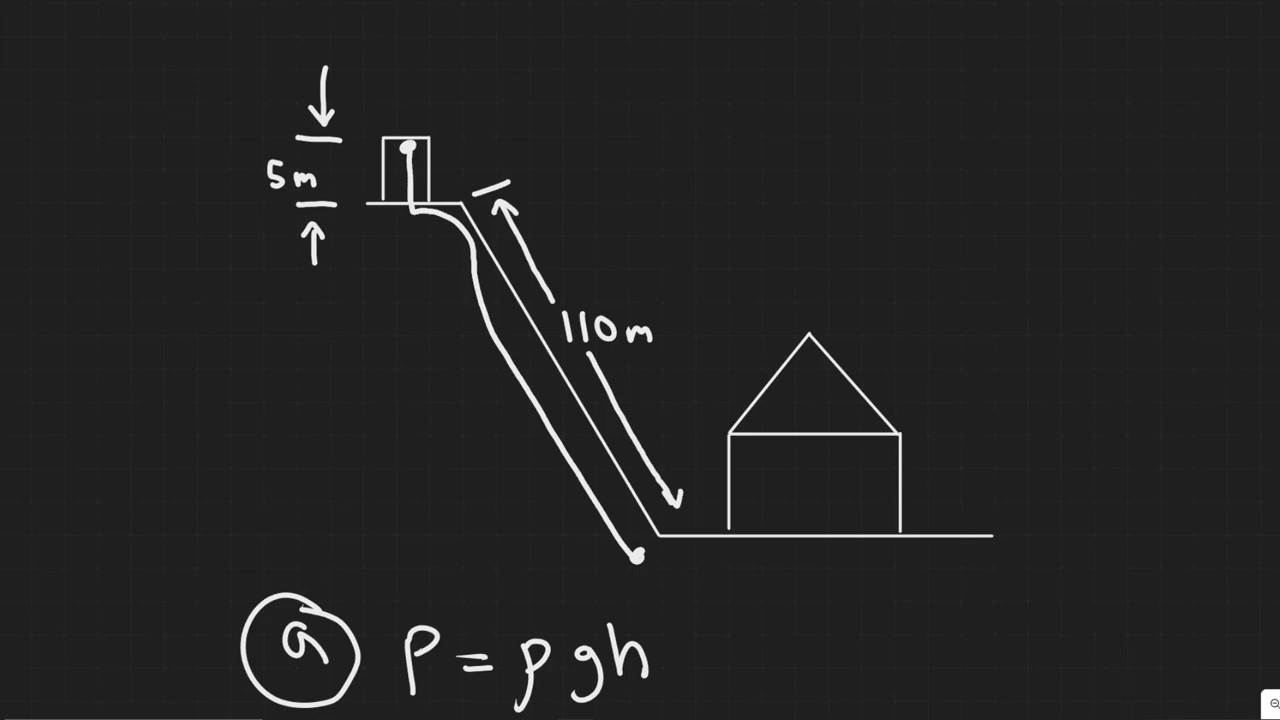 5m
110m
a P = ρgh